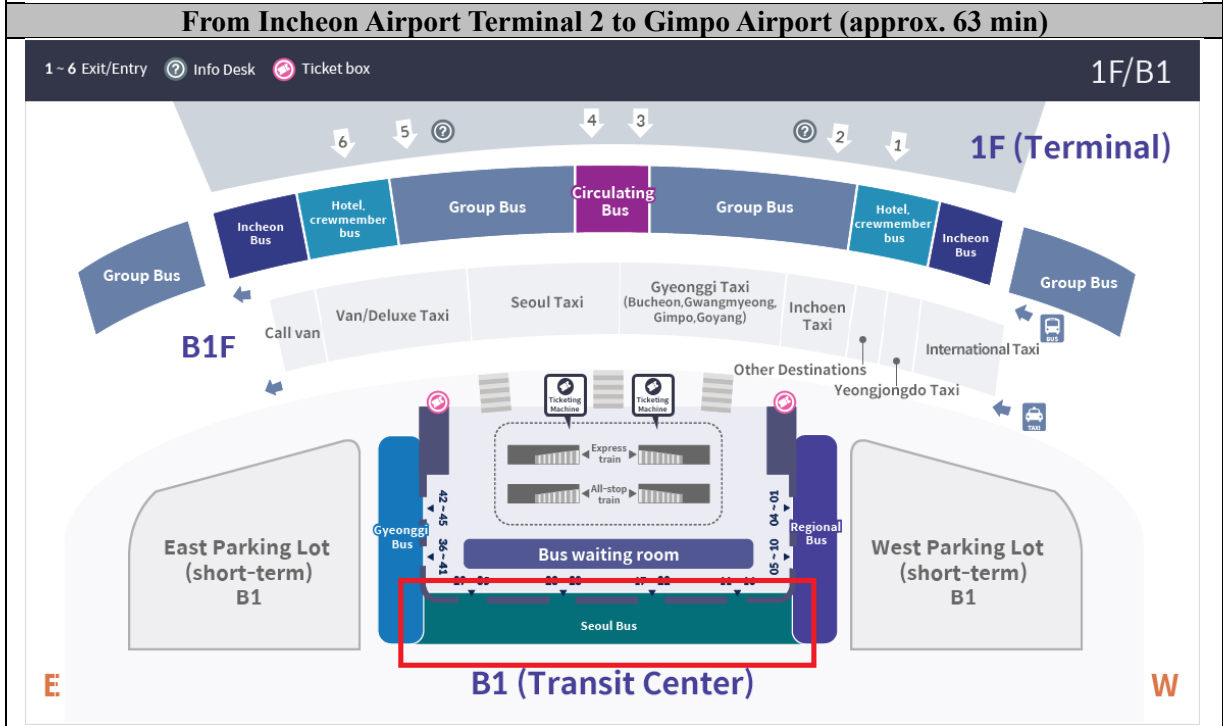 From Incheon Airport Terminal 2 to Gimpo Airport (approx. 63 min)
1 ~ 6 Exit/Entry
Info Desk
Ticket box
1F/B1
6
5
4
3
2
1
1F (Terminal)
Group Bus
Incheon
Bus
Hotel,
crewmember
bus
Group Bus
Circulating
Bus
Group Bus
Hotel,
crewmember
bus
Incheon
Bus
Group Bus
B1F
Call van
Van/Deluxe Taxi
Seoul Taxi
Gyeonggi Taxi
(Bucheon,Gwangmyeong,
Gimpo,Goyang)
Inchoen
Taxi
Other Destinations
Yeongjongdo Taxi
International Taxi
BUS
TAXI
Ticketing
Machine
Ticketing
Machine
Express
train
All-stop
train
42 ~ 45
36 ~ 41
04 ~ 01
05 ~ 10
Gyeonggi
Bus
Regional
Bus
Bus waiting room
East Parking Lot
(short-term)
B1
West Parking Lot
(short-term)
B1
Seoul Bus
B1 (Transit Center)
E
W